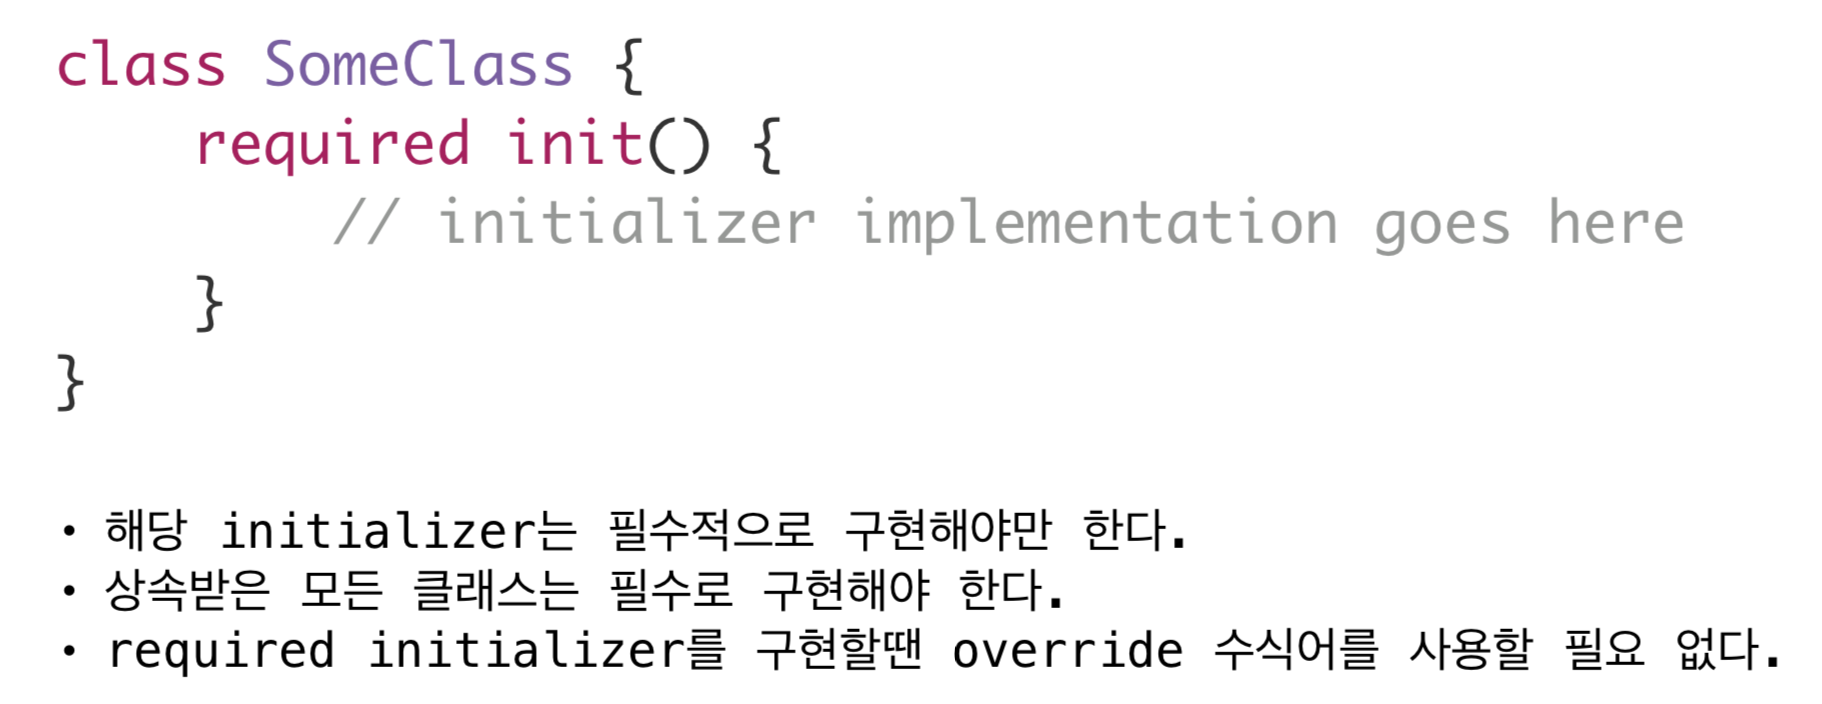 class SomeClass {
    required init() {
        // initializer implementation goes here
    }
}
• 해당 initializer는 필수적으로 구현해야만 한다.
• 상속받은 모든 클래스는 필수로 구현해야 한다.
• required initializer를 구현할땐 override 수식어를 사용할 필요 없다.